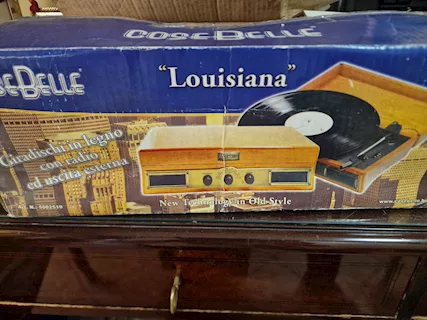 COSEBELLE
COSEBELLE
"Louisiana"
Giradischi in legno
con radio
ed uscita esterna
New Technology in Old Style